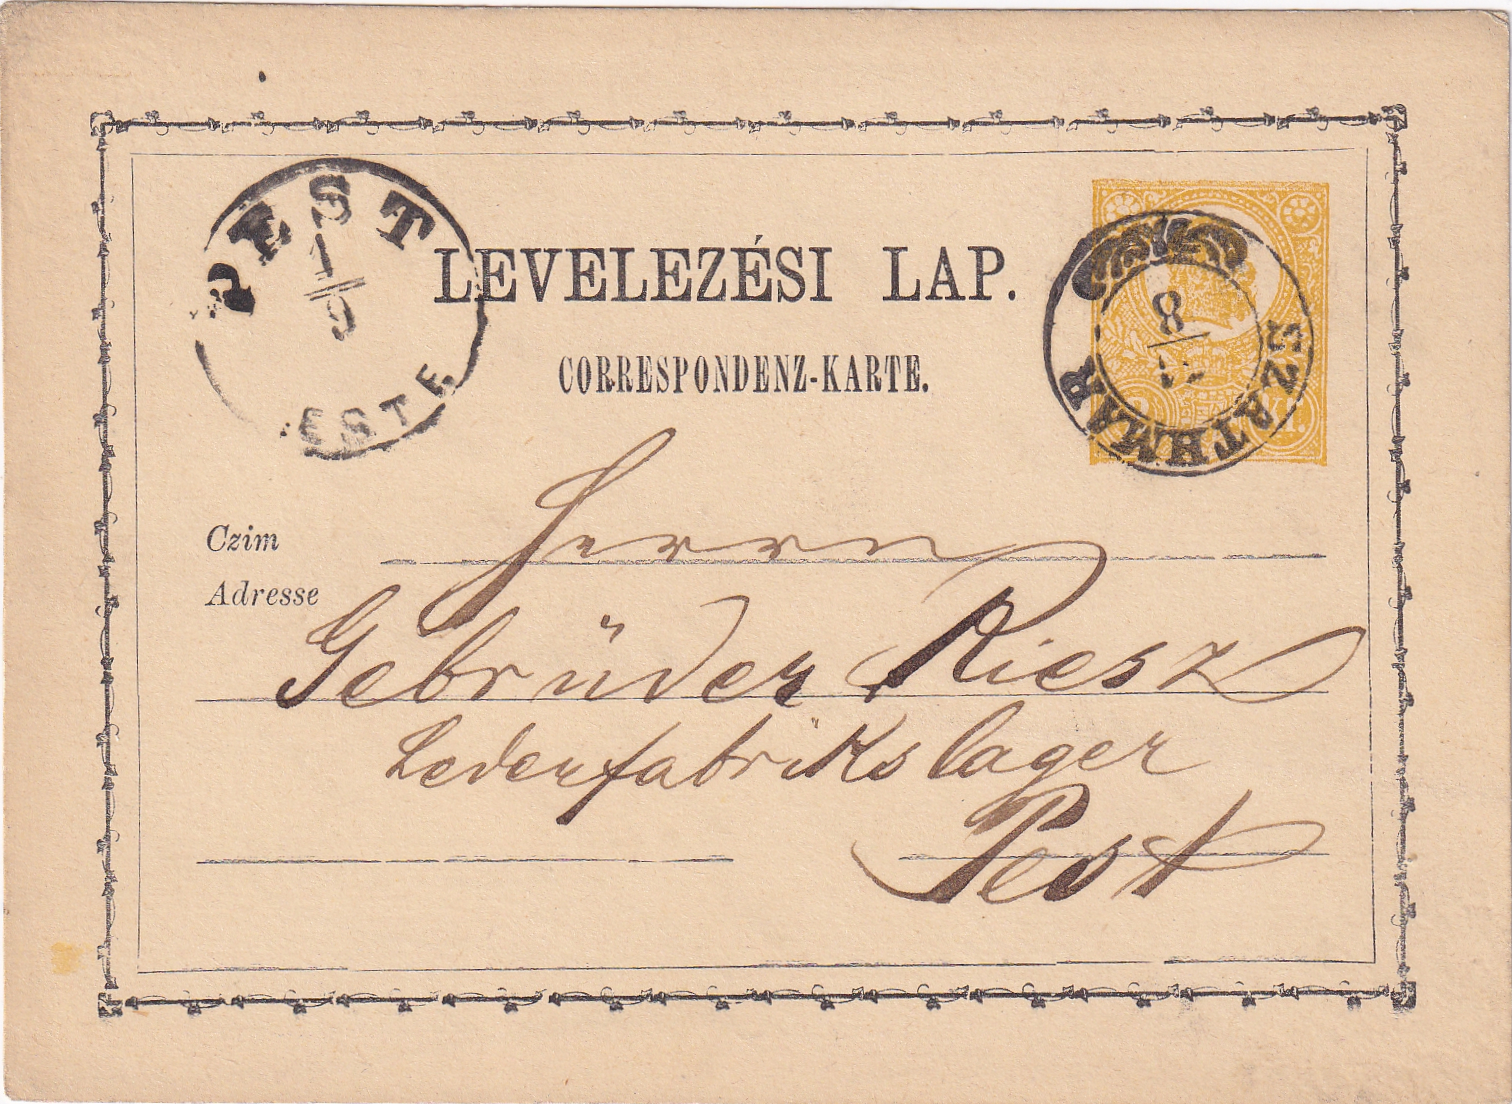 PEST
1/9
ESTE
LEVELEZÉSI LAP.
CORRESPONDENZ-KARTE.
SZATHMAR
8
Czim
Adresse
Herrn
Gebrüder Riesz
Lederfabrikslager
Pest